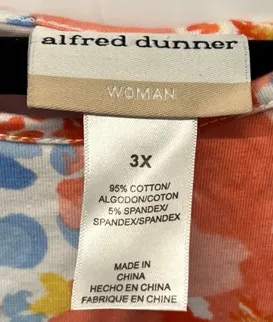 alfred dunner
WOMAN
3X
95% COTTON/
ALGODON/COTON
5% SPANDEX/
SPANDEX/SPANDEX
MADE IN
CHINA
HECHO EN CHINA
FABRIQUE EN CHINE